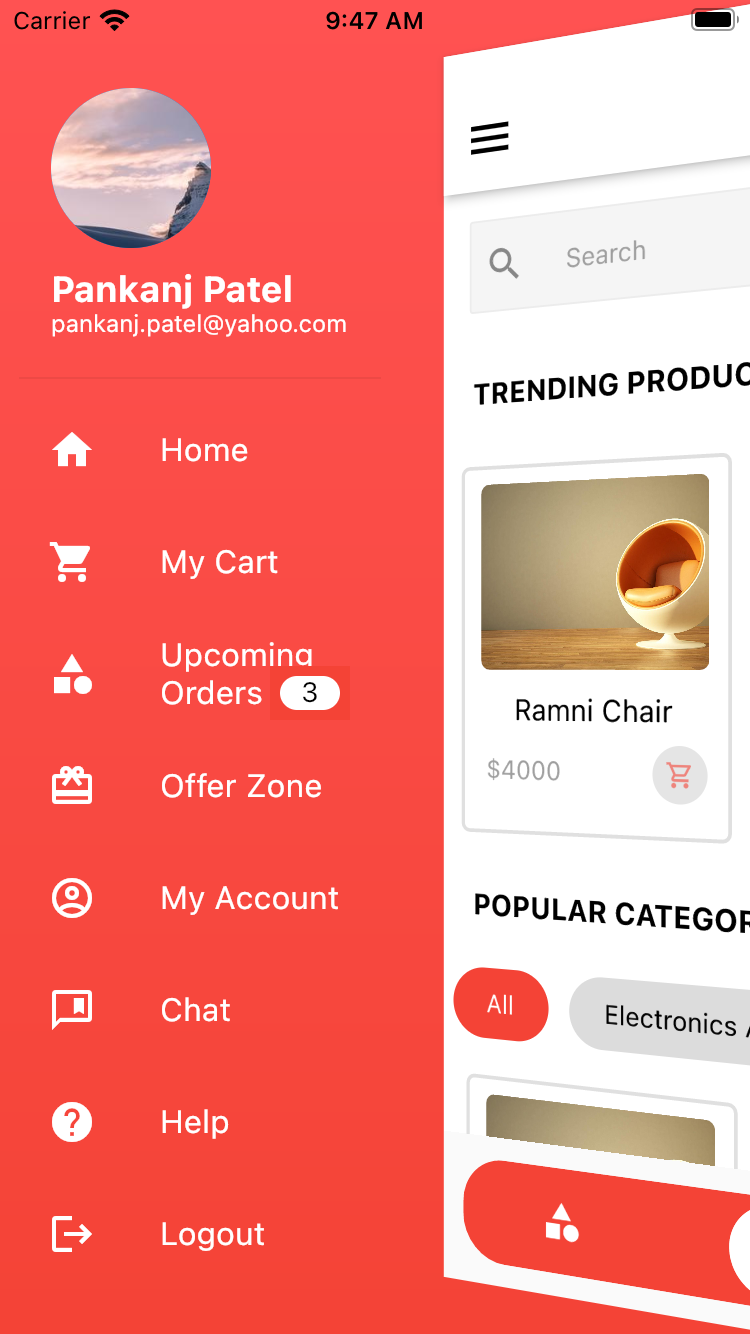 Carrier
9:47 AM
Pankanj Patel
pankanj.patel@yahoo.com
Home
My Cart
Upcoming
Orders 3
Offer Zone
My Account
Chat
Help
Logout
Search
TRENDING PRODUC
Ramni Chair
$4000
POPULAR CATEGOR
All
Electronics A